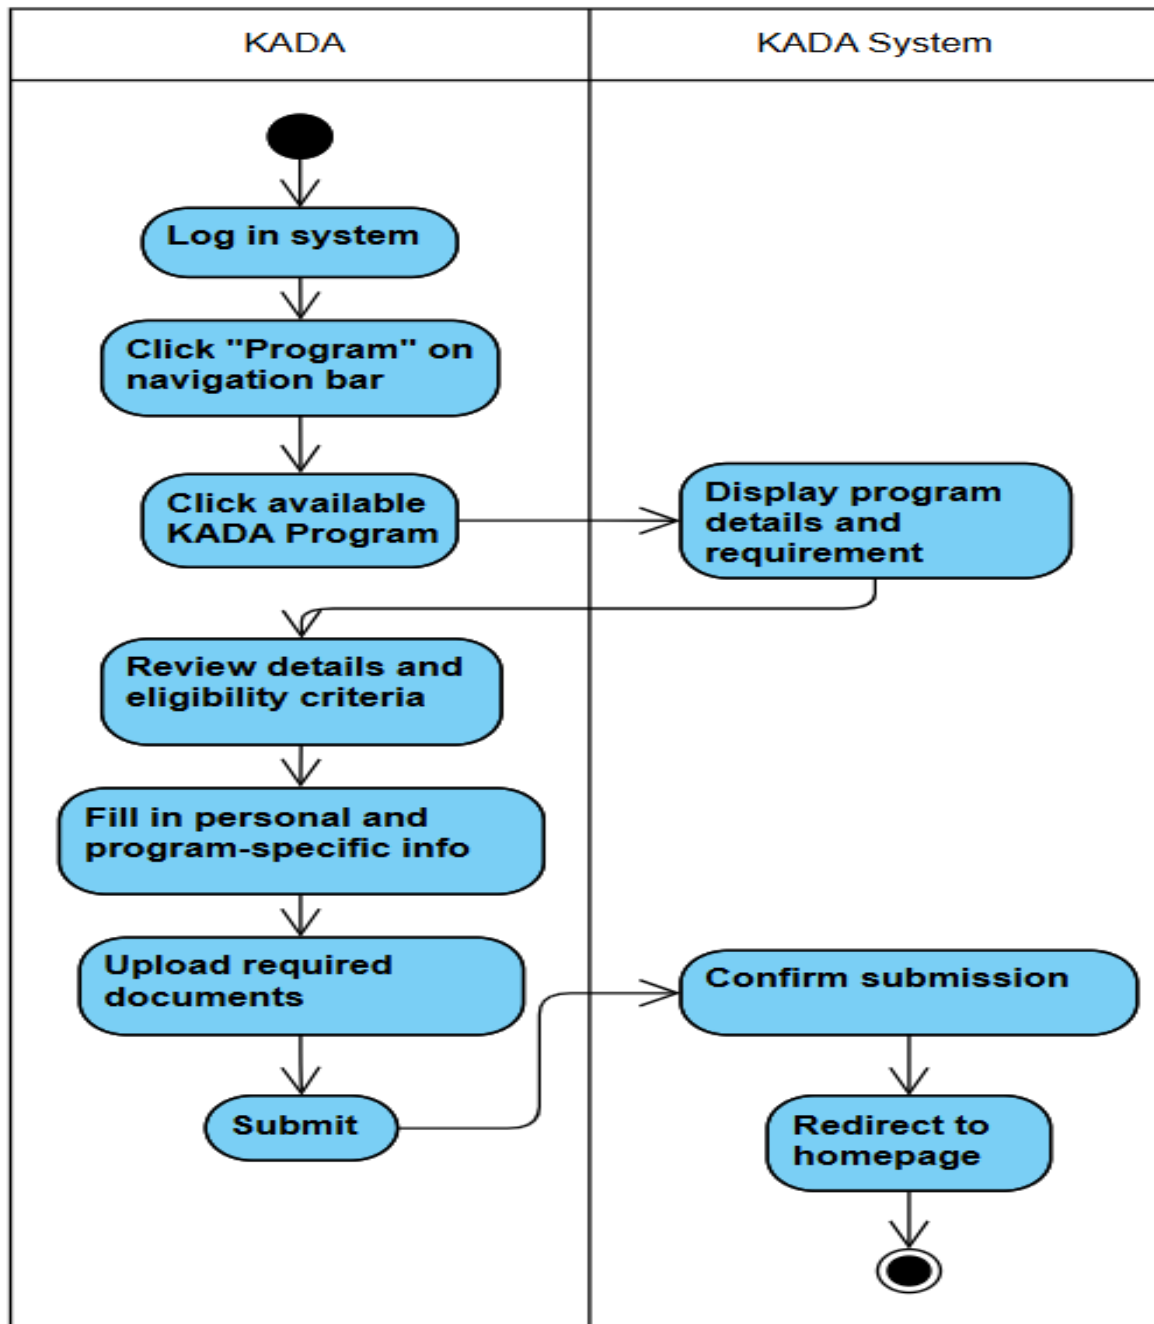 KADA
KADA System
Log in system
Click "Program" on
navigation bar
Click available
KADA Program
Display program
details and
requirement
Review details and
eligibility criteria
Fill in personal and
program-specific info
Upload required
documents
Submit
Confirm submission
Redirect to
homepage